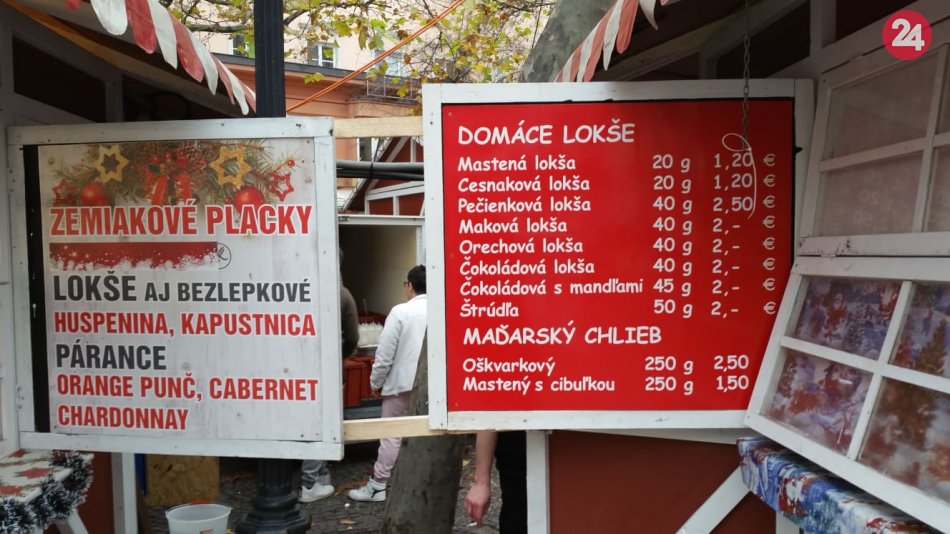 ZEMIAKOVÉ PLACKY
LOKŠE AJ BEZLEPKOVÉ
HUSPENINA, KAPUSTNICA
PÁRANCE
ORANGE PUNČ, CABERNET
CHARDONNAY
DOMÁCE LOKŠE
Mastená lokša 20 g 1,20 €
Cesnaková lokša 20 g 1,20 €
Pečienková lokša 40 g 2,50 €
Maková lokša 40 g 2,- €
Orechová lokša 40 g 2,- €
Čokoládová lokša 40 g 2,- €
Čokoládová s mandľami 45 g 2,- €
Štrúdľa 50 g 2,- €
MAĎARSKÝ CHLIEB
Oškvarkový 250 g 2,50
Mastený s cibuľkou 250 g 1,50
24